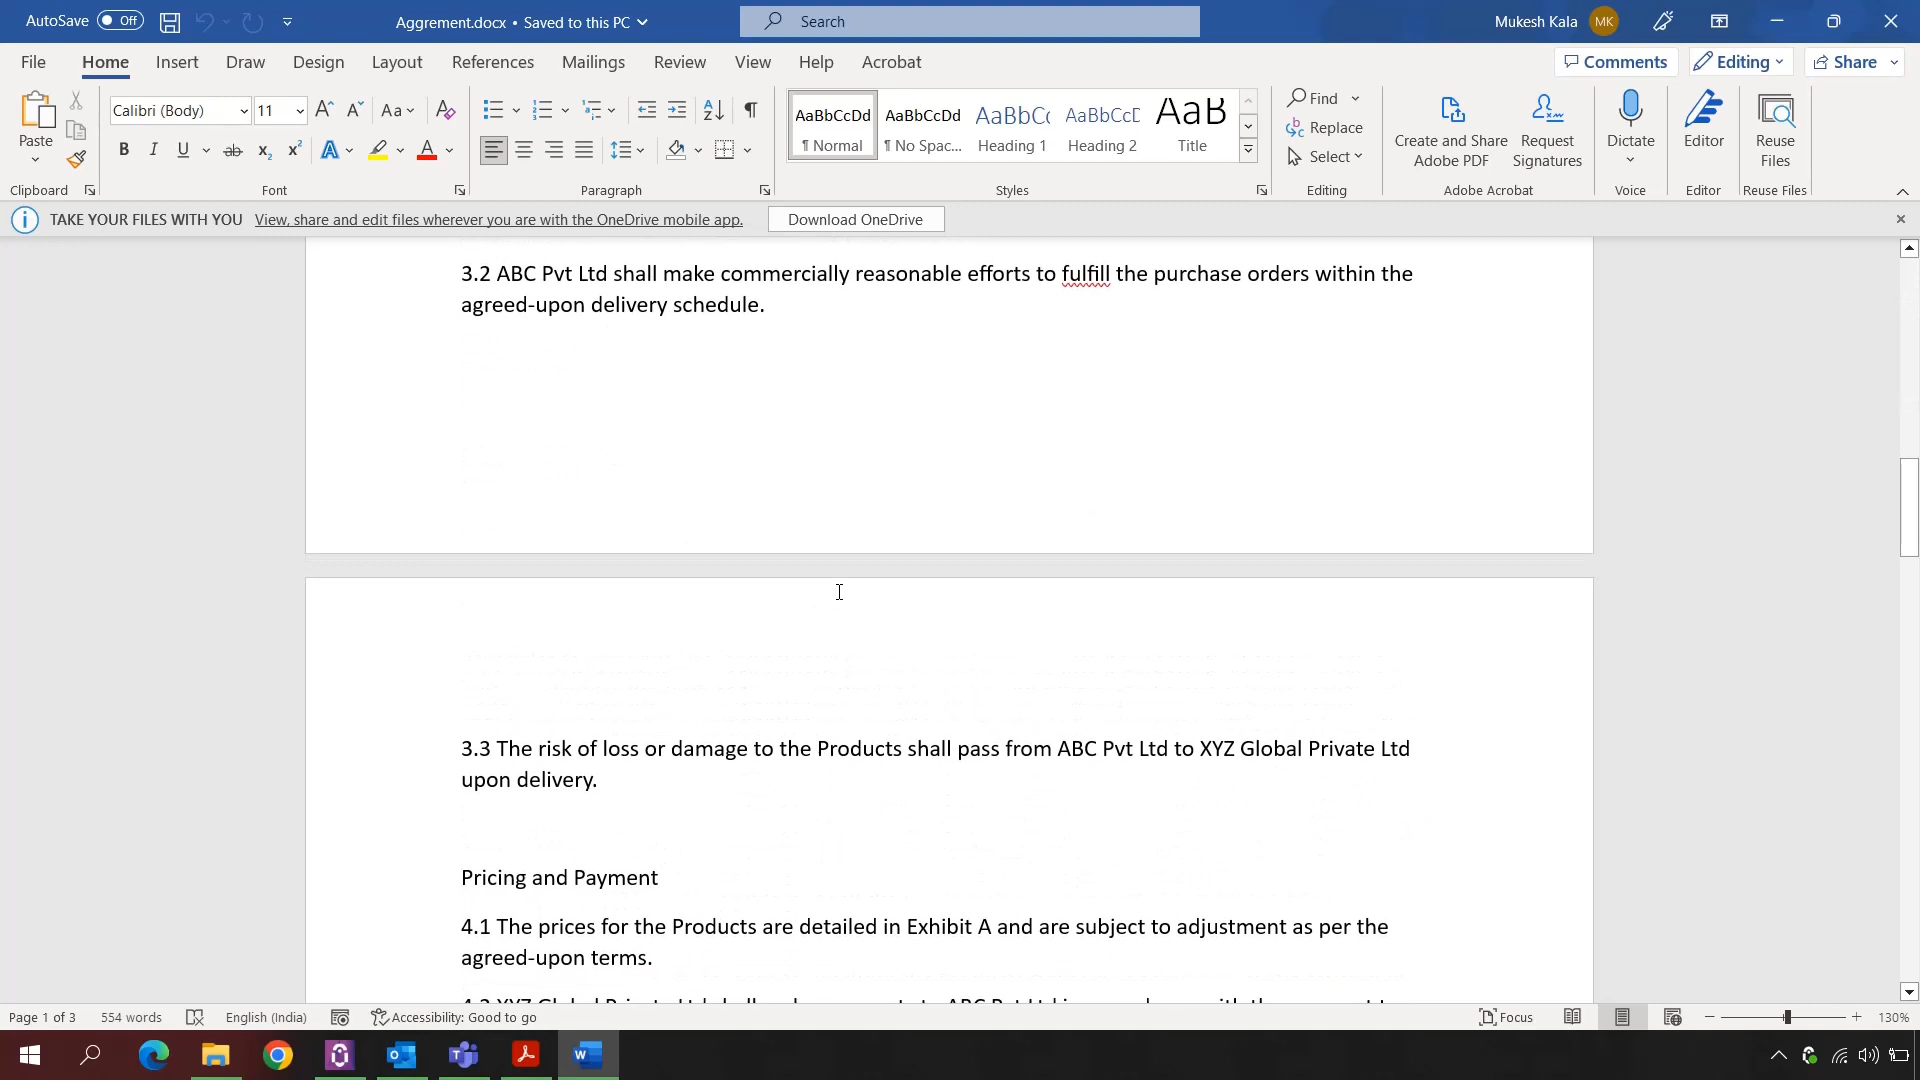 AutoSave Off Aggrement.docx • Saved to this PC Search Mukesh Kala MK
File Home Insert Draw Design Layout References Mailings Review View Help Acrobat Comments Editing Share
Paste
Clipboard
Calibri (Body) 11 Aa
Font
Paragraph
AaBbCcDd AaBbCcDd AaBbCc AaBbCcD AaB
¶ Normal ¶ No Spac... Heading 1 Heading 2 Title
Styles
Find
Replace
Select
Editing
Create and Share
Adobe PDF
Request
Signatures
Adobe Acrobat
Dictate
Voice
Editor
Editor
Reuse
Files
Reuse Files
TAKE YOUR FILES WITH YOU View, share and edit files wherever you are with the OneDrive mobile app. Download OneDrive
3.2 ABC Pvt Ltd shall make commercially reasonable efforts to fulfill the purchase orders within the
agreed-upon delivery schedule.
3.3 The risk of loss or damage to the Products shall pass from ABC Pvt Ltd to XYZ Global Private Ltd
upon delivery.
Pricing and Payment
4.1 The prices for the Products are detailed in Exhibit A and are subject to adjustment as per the
agreed-upon terms.
Page 1 of 3 554 words English (India) Accessibility: Good to go Focus 130%